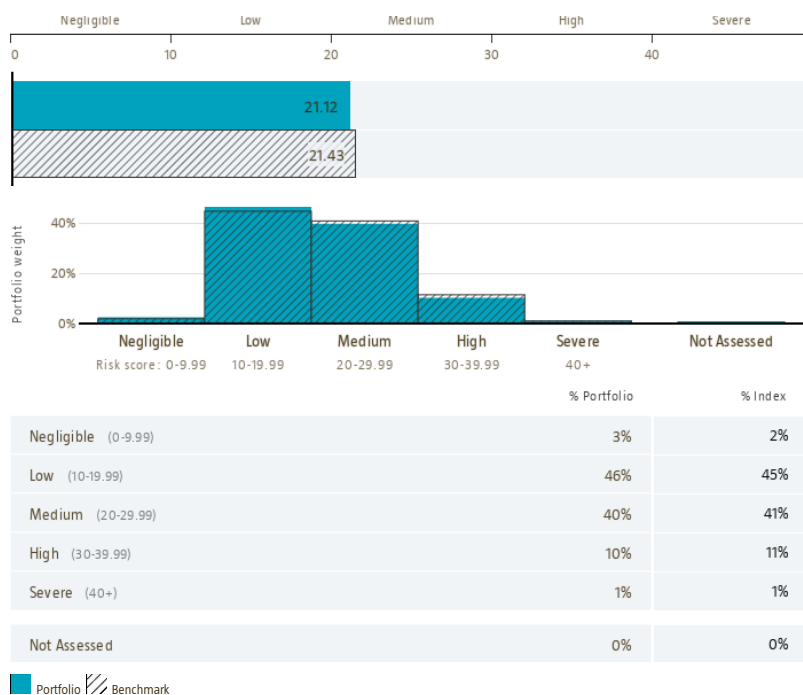 Negligible Low Medium High Severe
0 10 20 30 40
21.12
21.43
Portfolio weight
40%
20%
0%
Negligible Low Medium High Severe Not Assessed
Risk score: 0-9.99 10-19.99 20-29.99 30-39.99 40+
% Portfolio % Index
Negligible (0-9.99) 3% 2%
Low (10-19.99) 46% 45%
Medium (20-29.99) 40% 41%
High (30-39.99) 10% 11%
Severe (40+) 1% 1%
Not Assessed 0% 0%
Portfolio Benchmark